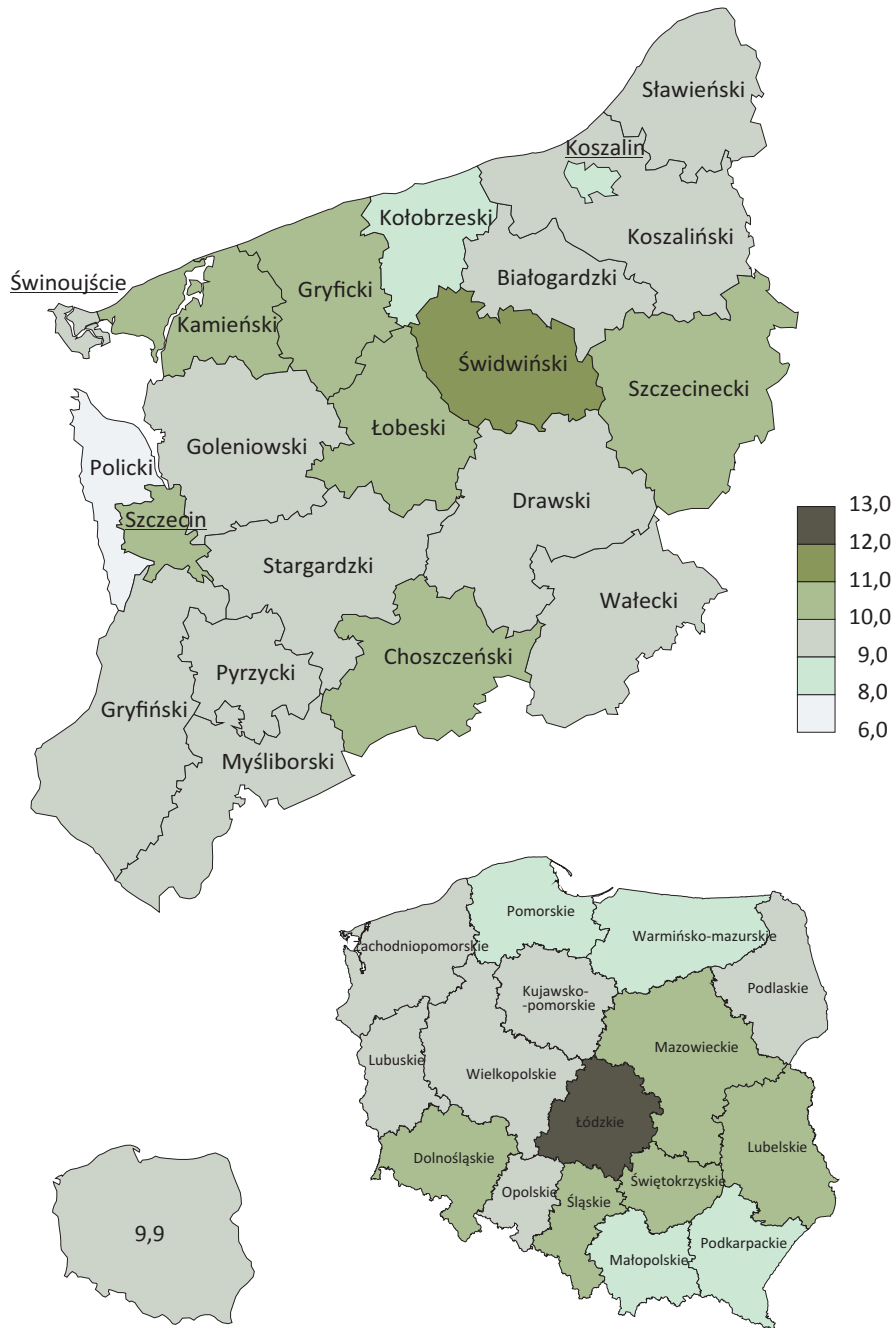 Sławieński
Koszalin
Kołobrzeski
Koszaliński
Białogardzki
Świnoujście
Gryficki
Kamieński
Świdwiński
Szczecinecki
Łobeski
Goleniowski
Policki
Drawski
Szczecin
Stargardzki
Wałecki
Choszczeński
Pyrzycki
Gryfiński
Myśliborski
13,0
12,0
11,0
10,0
9,0
8,0
6,0
Pomorskie
Warmińsko-mazurskie
Zachodniopomorskie
Kujawsko-
-pomorskie
Podlaskie
Mazowieckie
Lubuskie
Wielkopolskie
Łódzkie
Lubelskie
Dolnośląskie
Świętokrzyskie
Opolskie
Śląskie
Podkarpackie
Małopolskie
9,9